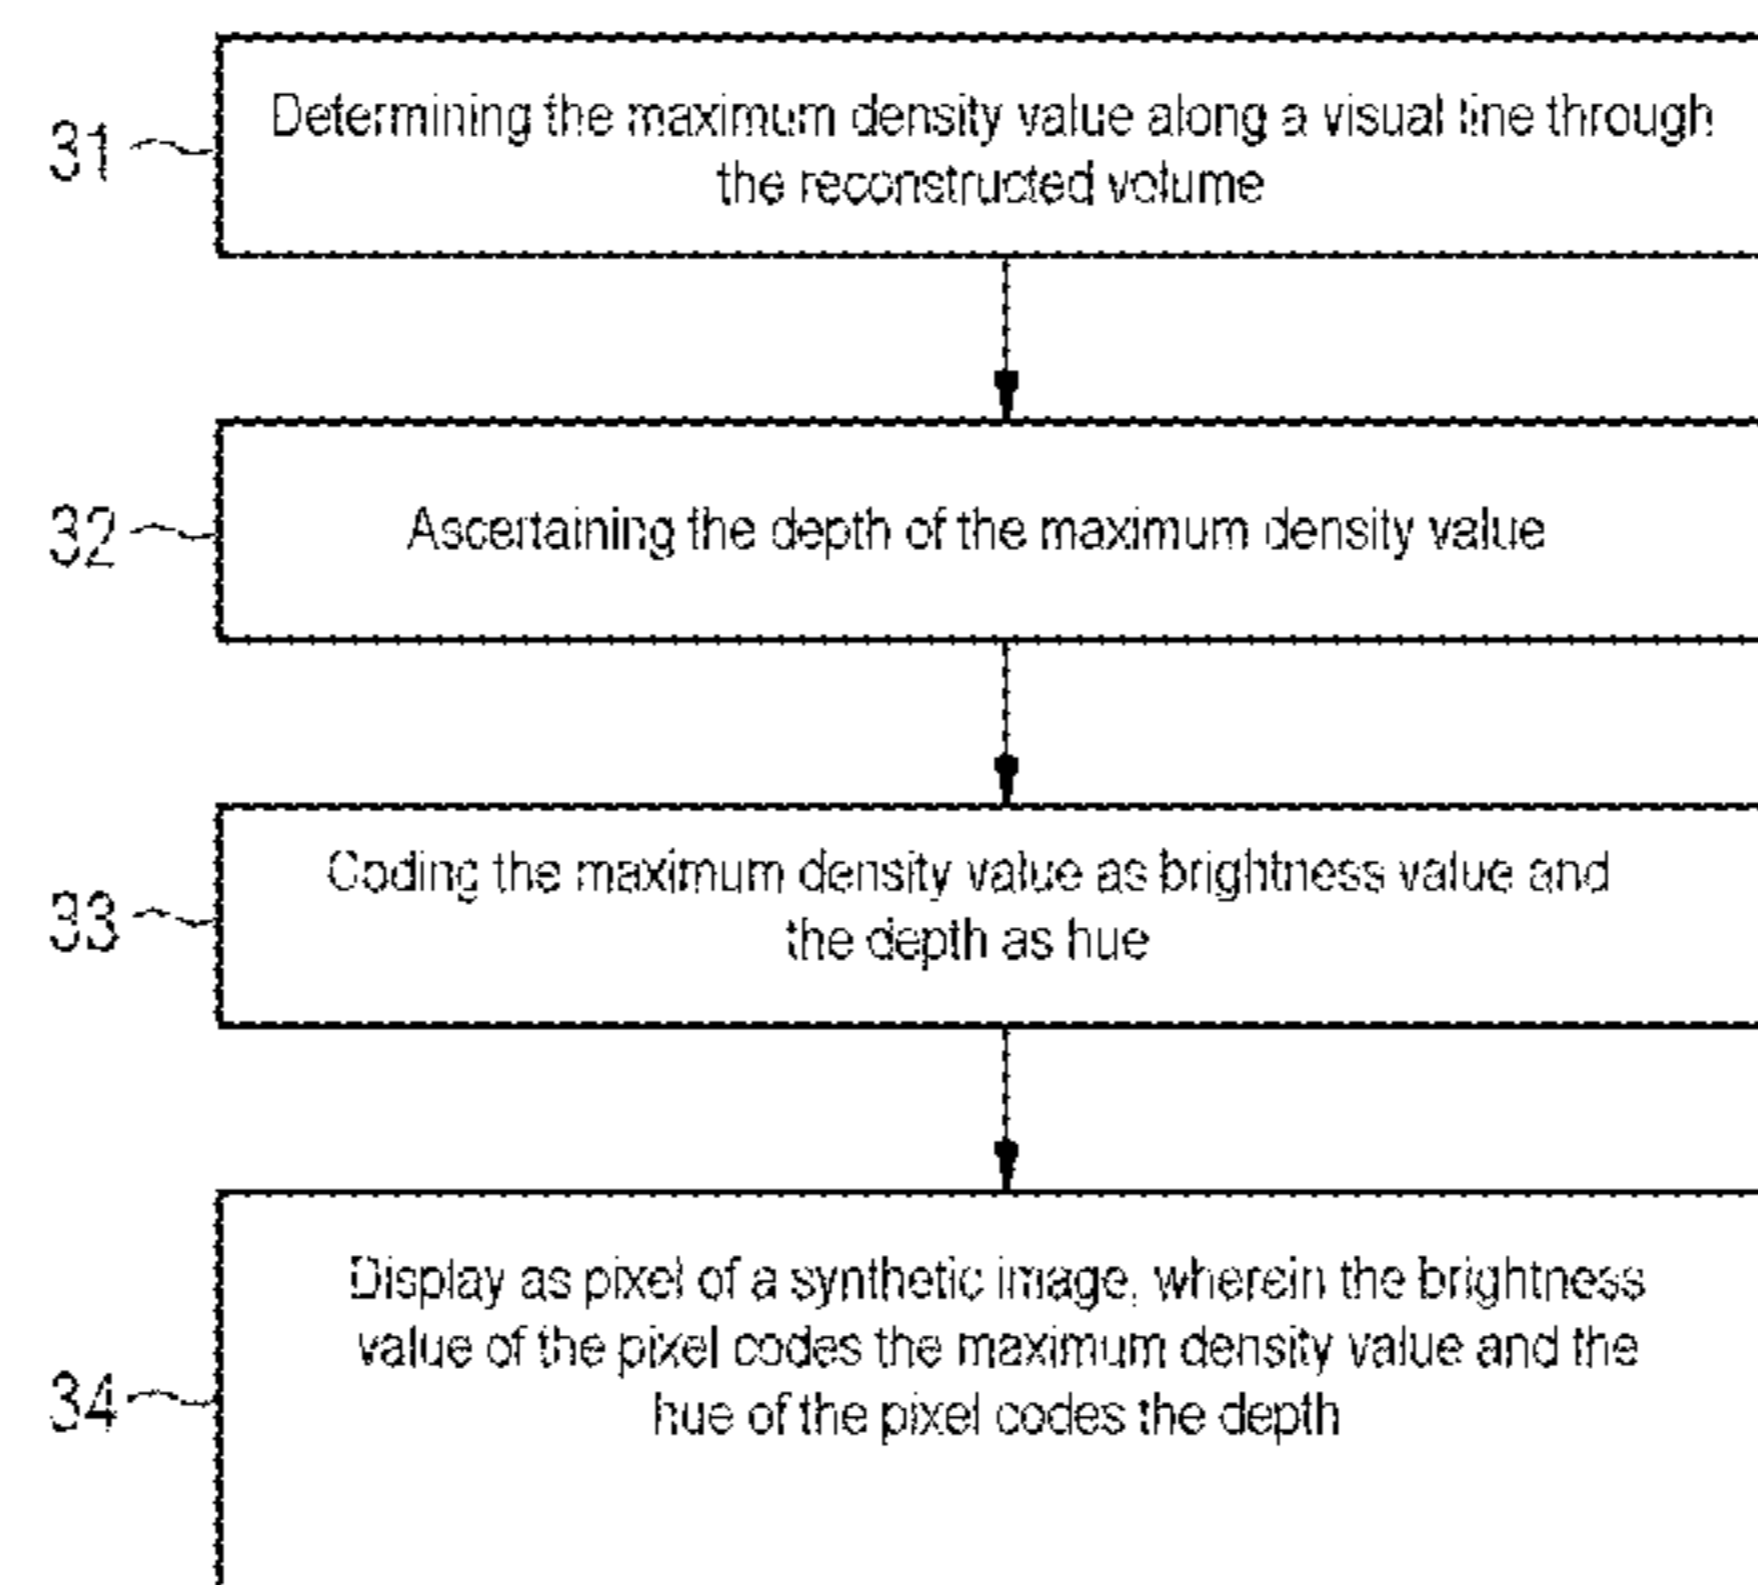 31
Determining the maximum density value along a visual line through
the reconstructed volume
32
Ascertaining the depth of the maximum density value
33
Coding the maximum density value as brightness value and
the depth as hue
34
Display as pixel of a synthetic image, wherein the brightness
value of the pixel codes the maximum density value and the
hue of the pixel codes the depth